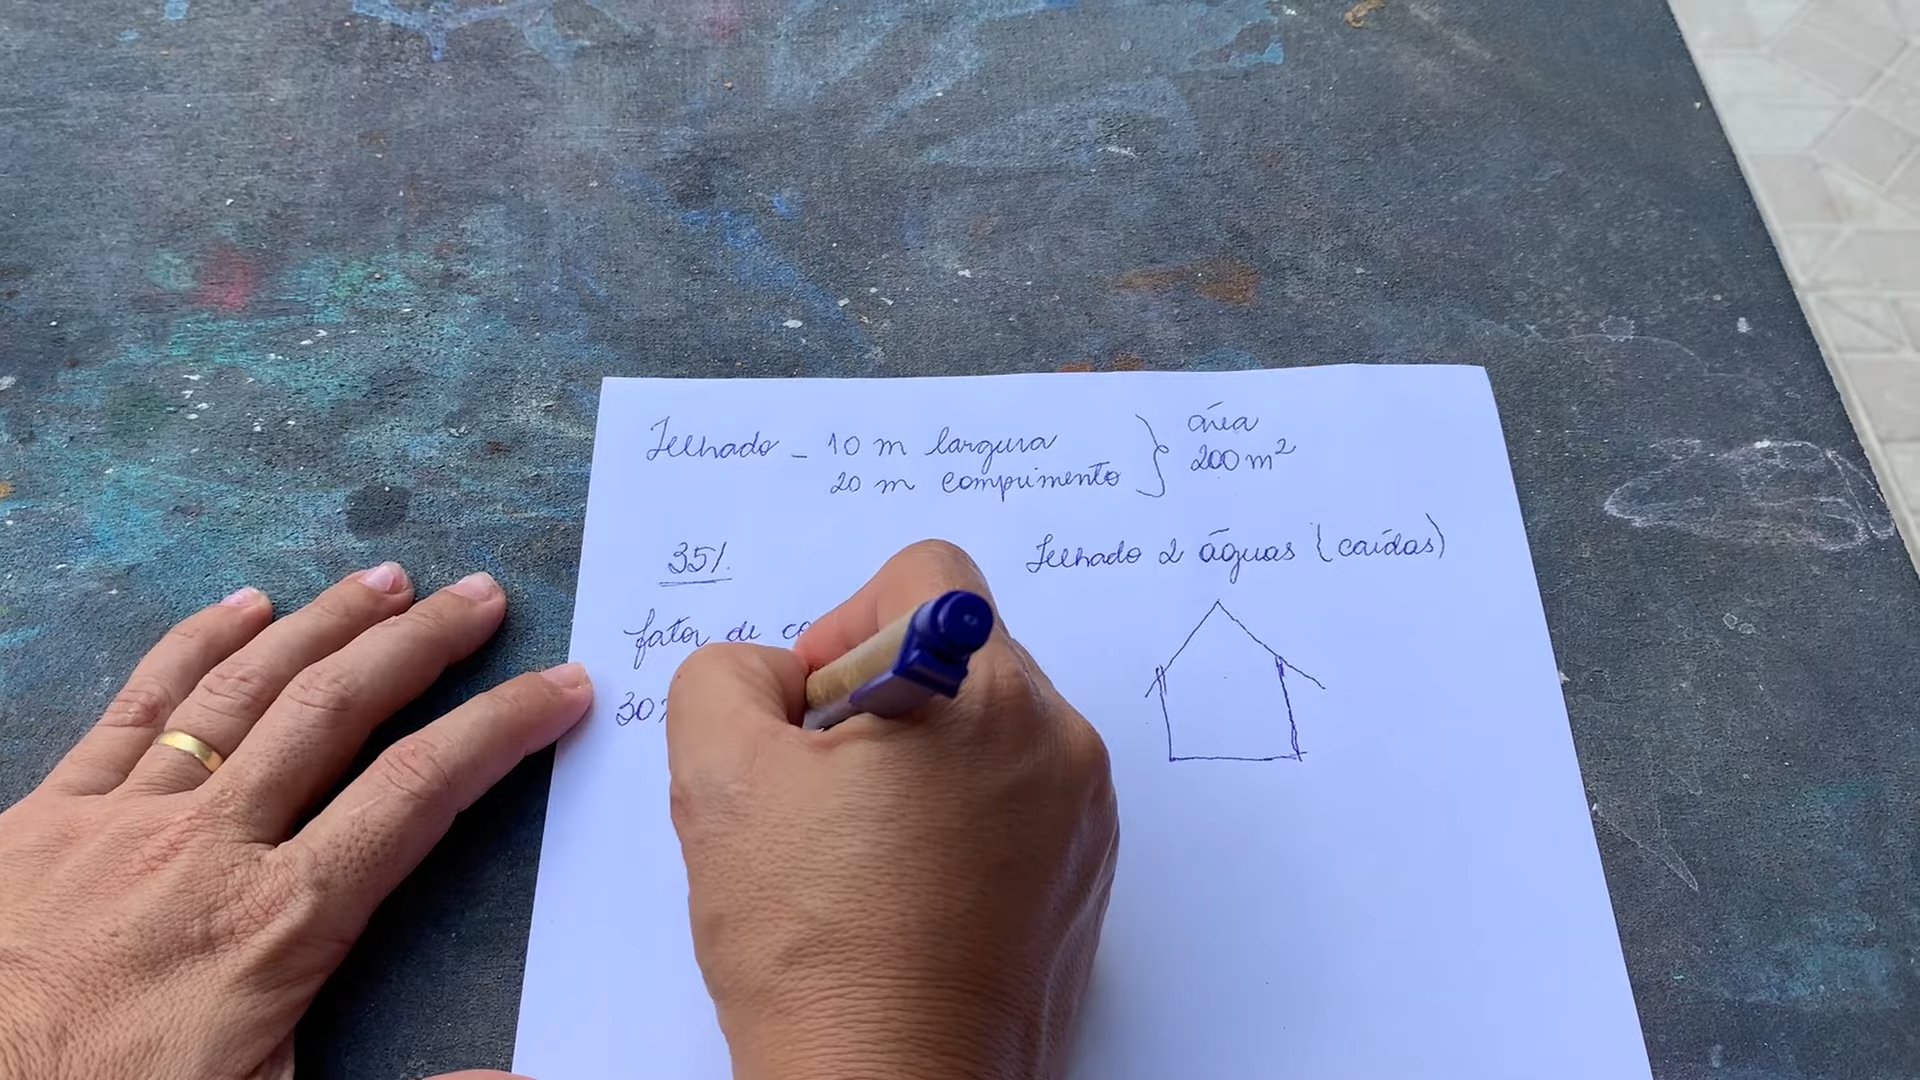 Telhado - 10 m largura
20 m comprimento
área
200 m²
35%
Telhado 2 águas (caídas)
fator de
30%